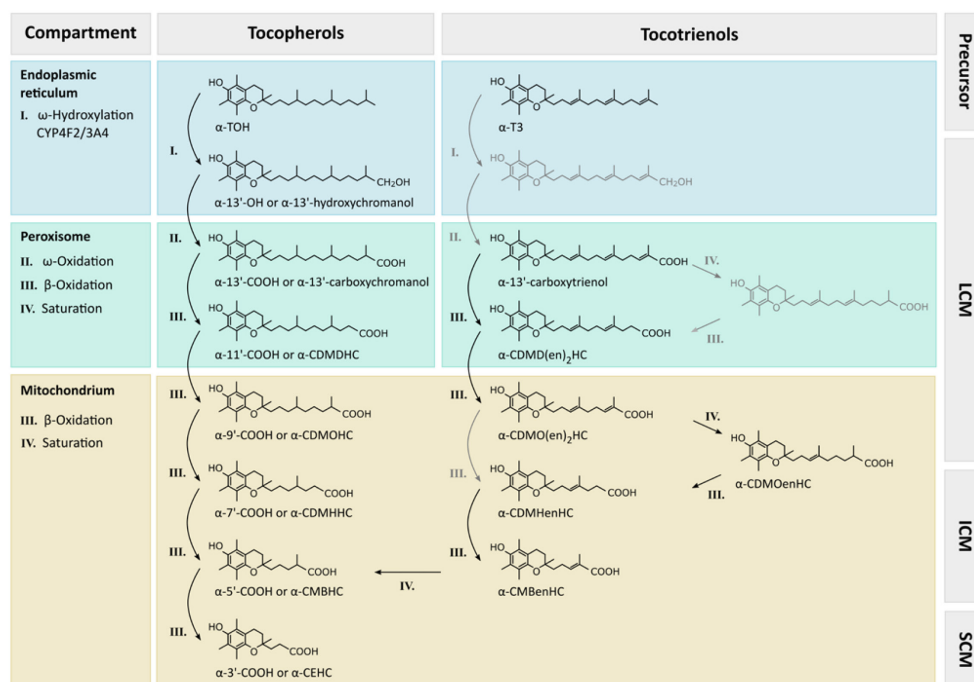 Compartment
Tocopherols
Tocotrienols
Precursor
Endoplasmic
reticulum
I. ω-Hydroxylation
CYP4F2/3A4
HO
O
α-TOH
HO
O
α-T3
I.
HO
O
CH₂OH
α-13'-OH or α-13'-hydroxychromanol
I.
HO
O
CH₂OH
LCM
Peroxisome
II. ω-Oxidation
III. β-Oxidation
IV. Saturation
II.
HO
O
COOH
α-13'-COOH or α-13'-carboxychromanol
II.
HO
O
COOH
α-13'-carboxytrienol
IV.
HO
O
COOH
III.
III.
HO
O
COOH
α-11'-COOH or α-CDMDHC
III.
HO
O
COOH
α-CDMD(en)₂HC
Mitochondrium
III. β-Oxidation
IV. Saturation
III.
HO
O
COOH
α-9'-COOH or α-CDMOHC
III.
HO
O
COOH
α-CDMO(en)₂HC
IV.
HO
O
COOH
α-CDMOenHC
III.
ICM
III.
HO
O
COOH
α-7'-COOH or α-CDMHHC
III.
HO
O
COOH
α-CDMHenHC
III.
HO
O
COOH
α-5'-COOH or α-CMBHC
IV.
III.
HO
O
COOH
α-CMBenHC
III.
HO
O
COOH
α-3'-COOH or α-CEHC
SCM